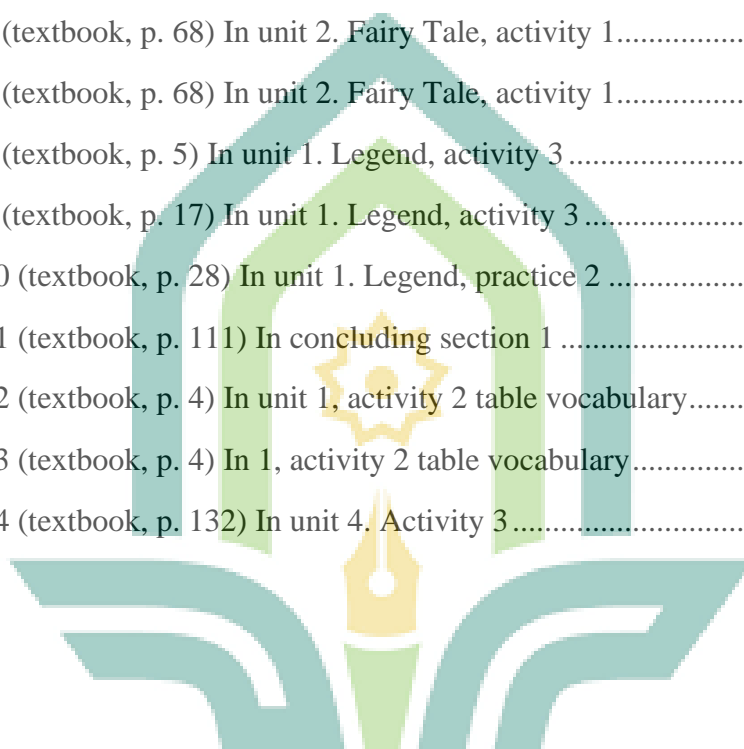 (textbook, p. 68) In unit 2. Fairy Tale, activity 1.................
(textbook, p. 68) In unit 2. Fairy Tale, activity 1.................
(textbook, p. 5) In unit 1. Legend, activity 3.......................
(textbook, p. 17) In unit 1. Legend, activity 3.....................
0 (textbook, p. 28) In unit 1. Legend, practice 2 ..................
1 (textbook, p. 111) In concluding section 1 ........................
2 (textbook, p. 4) In unit 1, activity 2 table vocabulary.......
3 (textbook, p. 4) In 1, activity 2 table vocabulary...............
4 (textbook, p. 132) In unit 4. Activity 3..............................